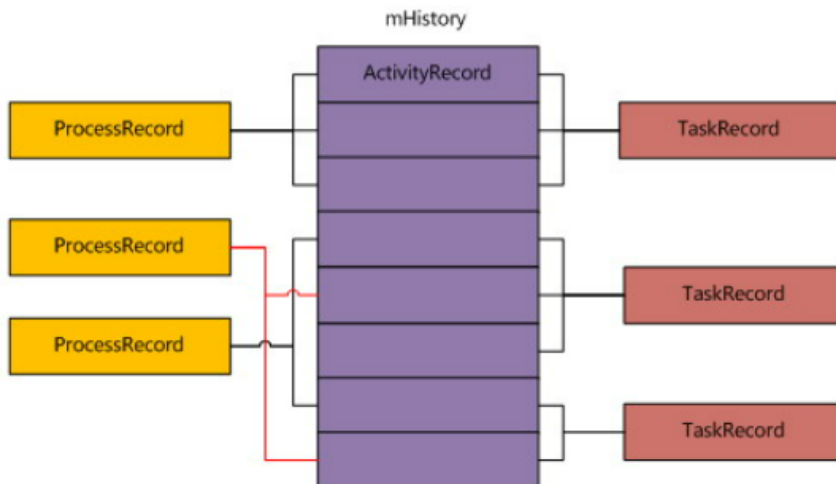 mHistory
ActivityRecord
ProcessRecord
TaskRecord
ProcessRecord
TaskRecord
ProcessRecord
TaskRecord